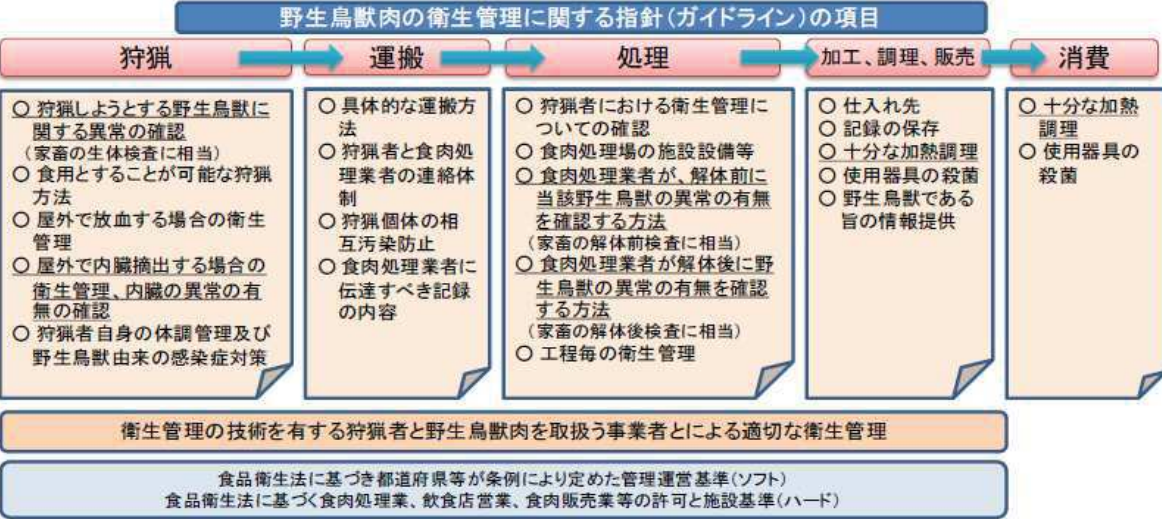 野生鳥獣肉の衛生管理に関する指針(ガイドライン)の項目
狩猟
運搬
処理
加工、調理、販売
消費
○ 狩猟しようとする野生鳥獣に
関する異常の確認
(家畜の生体検査に相当)
○ 食用とすることが可能な狩猟
方法
○ 屋外で放血する場合の衛生
管理
○ 屋外で内臓摘出する場合の
衛生管理、内臓の異常の有
無の確認
○ 狩猟者自身の体調管理及び
野生鳥獣由来の感染症対策
○ 具体的な運搬方
法
○ 狩猟者と食肉処
理業者の連絡体
制
○ 狩猟個体の相
互汚染防止
○ 食肉処理業者に
伝達すべき記録
の内容
○ 狩猟者における衛生管理に
ついての確認
○ 食肉処理場の施設設備等
○ 食肉処理業者が、解体前に
当該野生鳥獣の異常の有無
を確認する方法
(家畜の解体前検査に相当)
○ 食肉処理業者が解体後に野
生鳥獣の異常の有無を確認
する方法
(家畜の解体後検査に相当)
○ 工程毎の衛生管理
○ 仕入れ先
○ 記録の保存
○ 十分な加熱調理
○ 使用器具の殺菌
○ 野生鳥獣である
旨の情報提供
○ 十分な加熱
調理
○ 使用器具の
殺菌
衛生管理の技術を有する狩猟者と野生鳥獣肉を取扱う事業者とによる適切な衛生管理
食品衛生法に基づき都道府県等が条例により定めた管理運営基準(ソフト)
食品衛生法に基づく食肉処理業、飲食店営業、食肉販売業等の許可と施設基準(ハード)